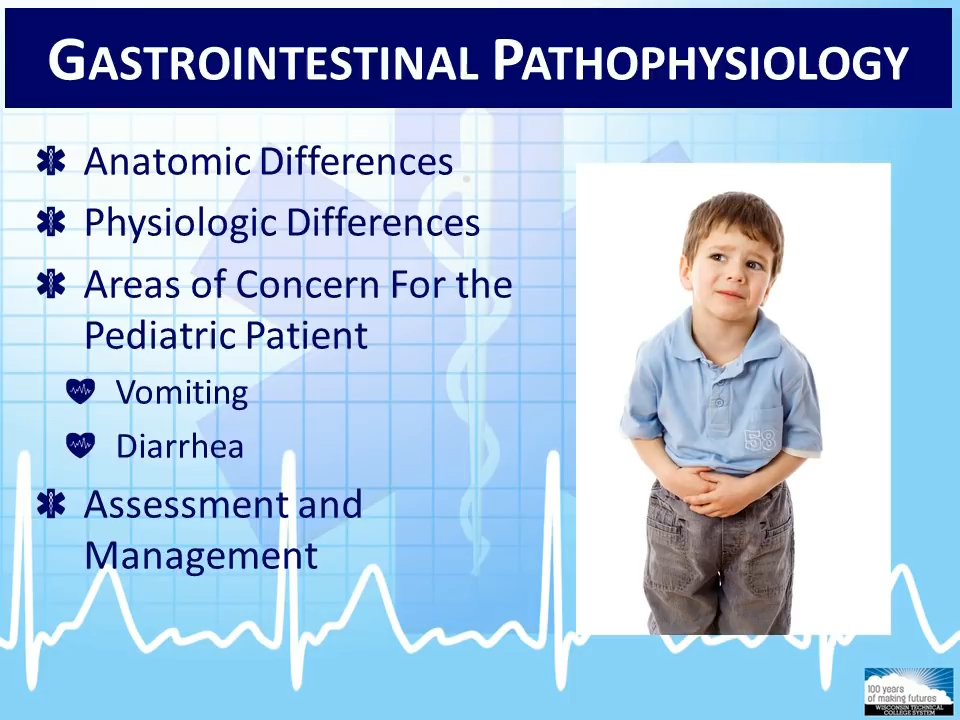 GASTROINTESTINAL PATHOPHYSIOLOGY
Anatomic Differences
Physiologic Differences
Areas of Concern For the
Pediatric Patient
Vomiting
Diarrhea
Assessment and
Management
58
100 years
of making futures
WISCONSIN TECHNICAL
COLLEGE SYSTEM